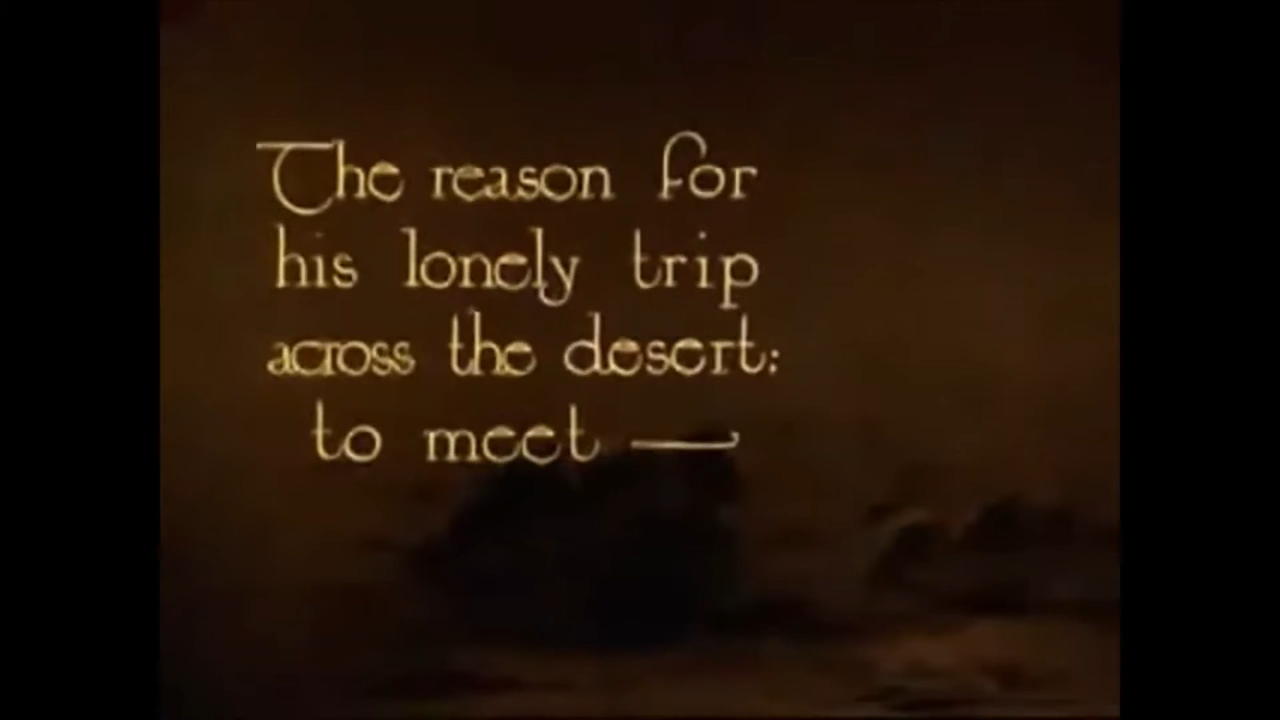 The reason for
his lonely trip
across the desert:
to meet —